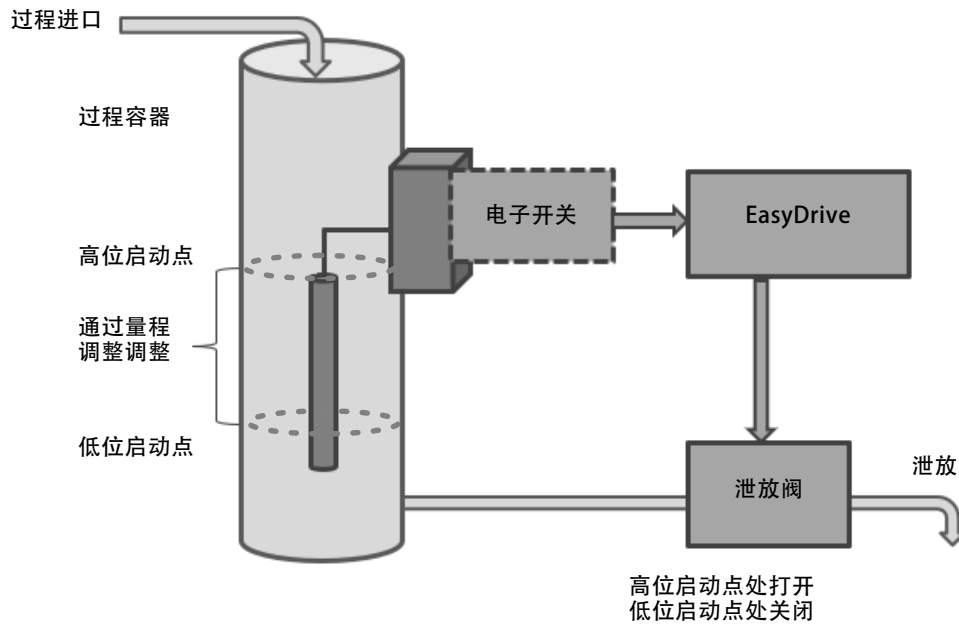 过程进口
过程容器
电子开关
EasyDrive
高位启动点
通过量程
调整调整
低位启动点
泄放
泄放阀
高位启动点处打开
低位启动点处关闭